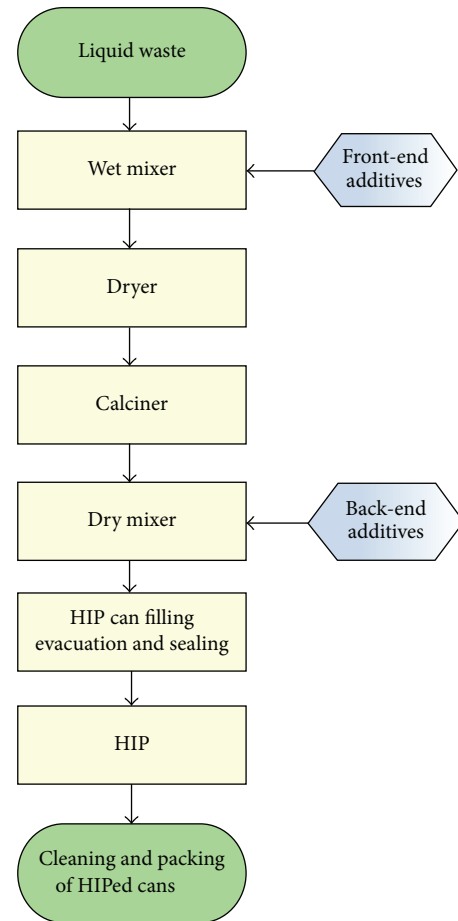 Liquid waste
Wet mixer
Front-end
additives
Dryer
Calciner
Dry mixer
Back-end
additives
HIP can filling
evacuation and sealing
HIP
Cleaning and packing
of HIPed cans